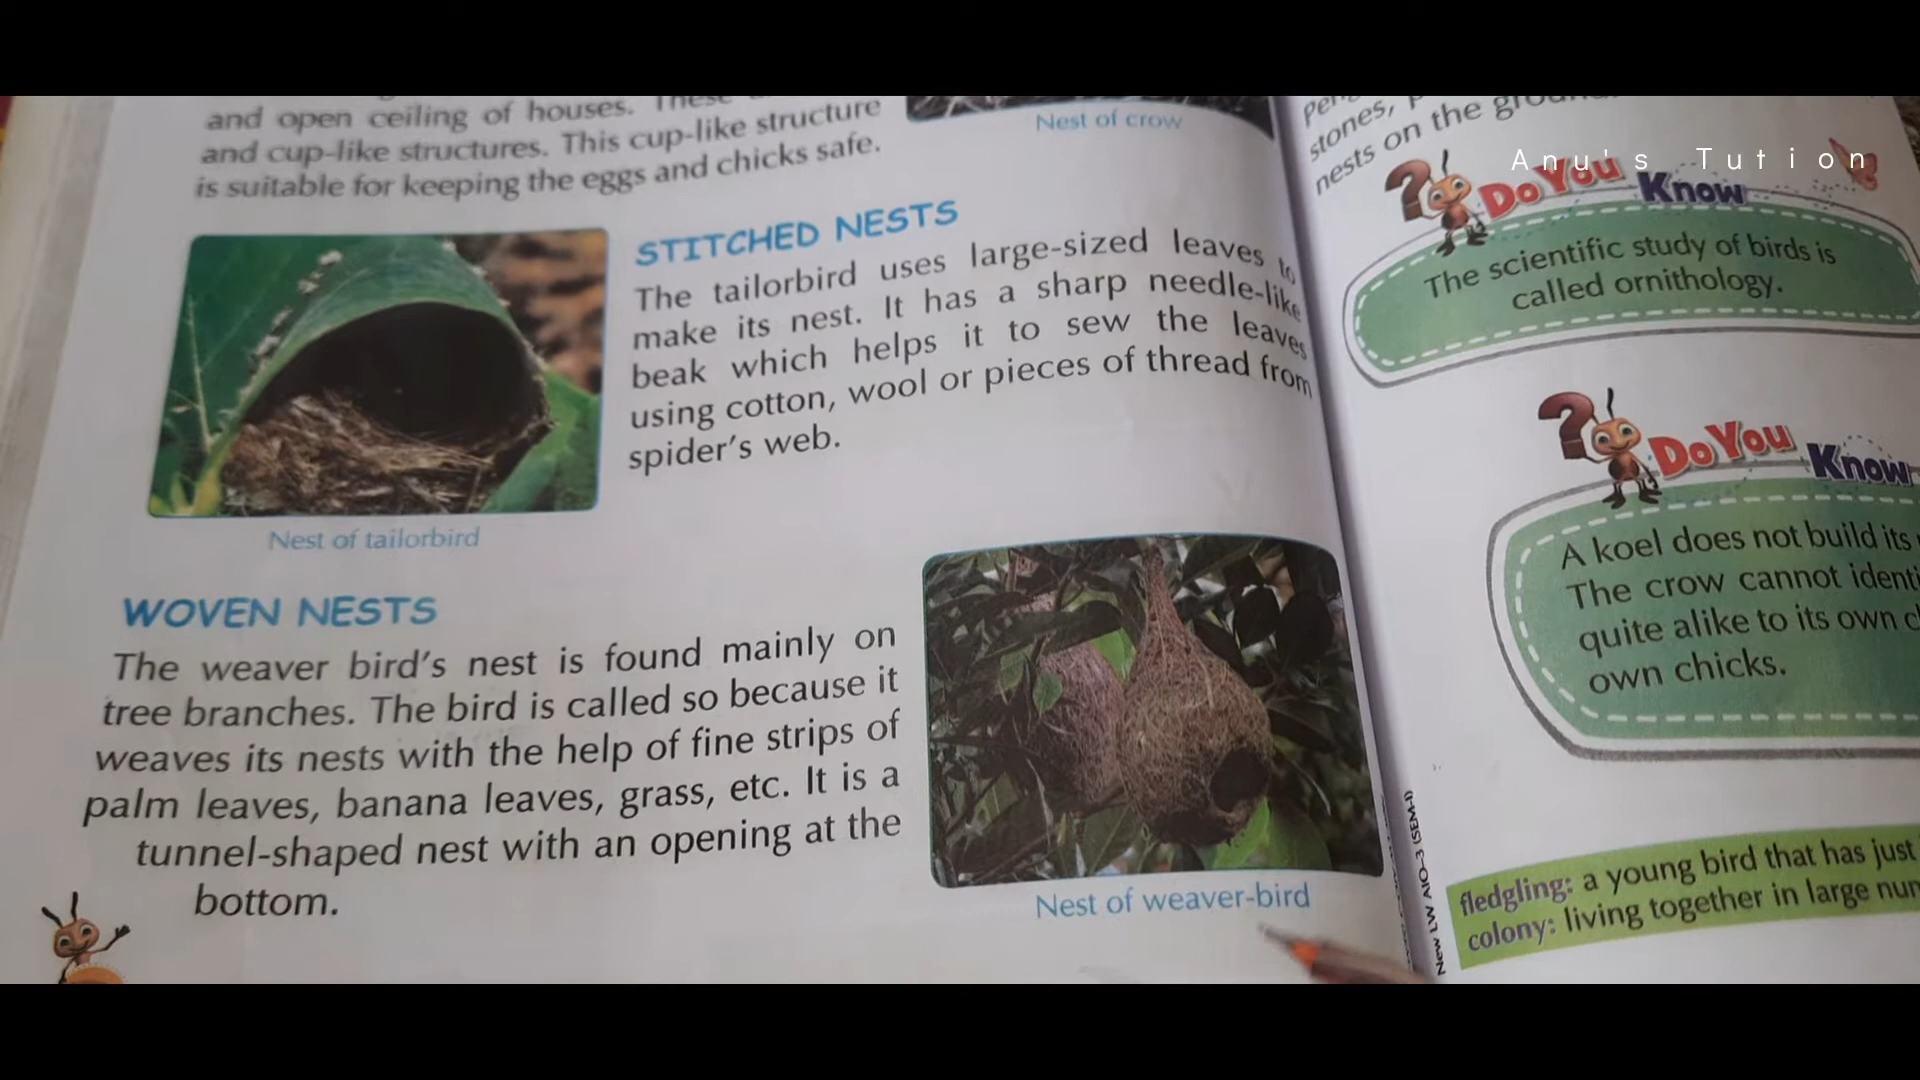 and open ceiling of houses. These
and cup-like structures. This cup-like structure
is suitable for keeping the eggs and chicks safe.
Nest of crow
STITCHED NESTS
The tailorbird uses large-sized leaves to
make its nest. It has a sharp needle-like
beak which helps it to sew the leaves
using cotton, wool or pieces of thread from
spider's web.
Nest of tailorbird
WOVEN NESTS
The weaver bird's nest is found mainly on
tree branches. The bird is called so because it
weaves its nests with the help of fine strips of
palm leaves, banana leaves, grass, etc. It is a
tunnel-shaped nest with an opening at the
bottom.
Nest of weaver-bird
stones,
nests on the ground.
Anu's Tution
Do You Know
The scientific study of birds is
called ornithology.
Do You Know
A koel does not build its
The crow cannot
quite alike to its own
own chicks.
New LW AIO-3 (SEM-I)
fledgling: a young bird that has just
colony: living together in large